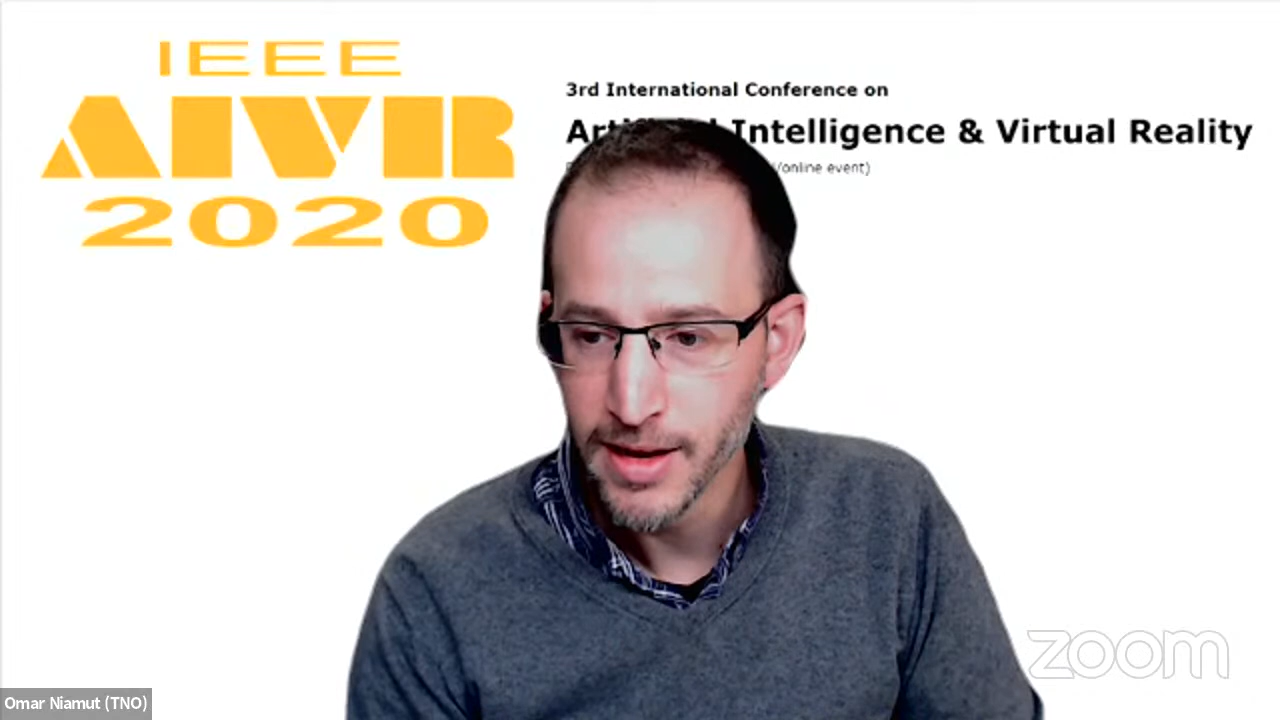 IEEE
AIVR
2020
3rd International Conference on
Intelligence & Virtual Reality
/online event)
zoom
Omar Niamut (TNO)